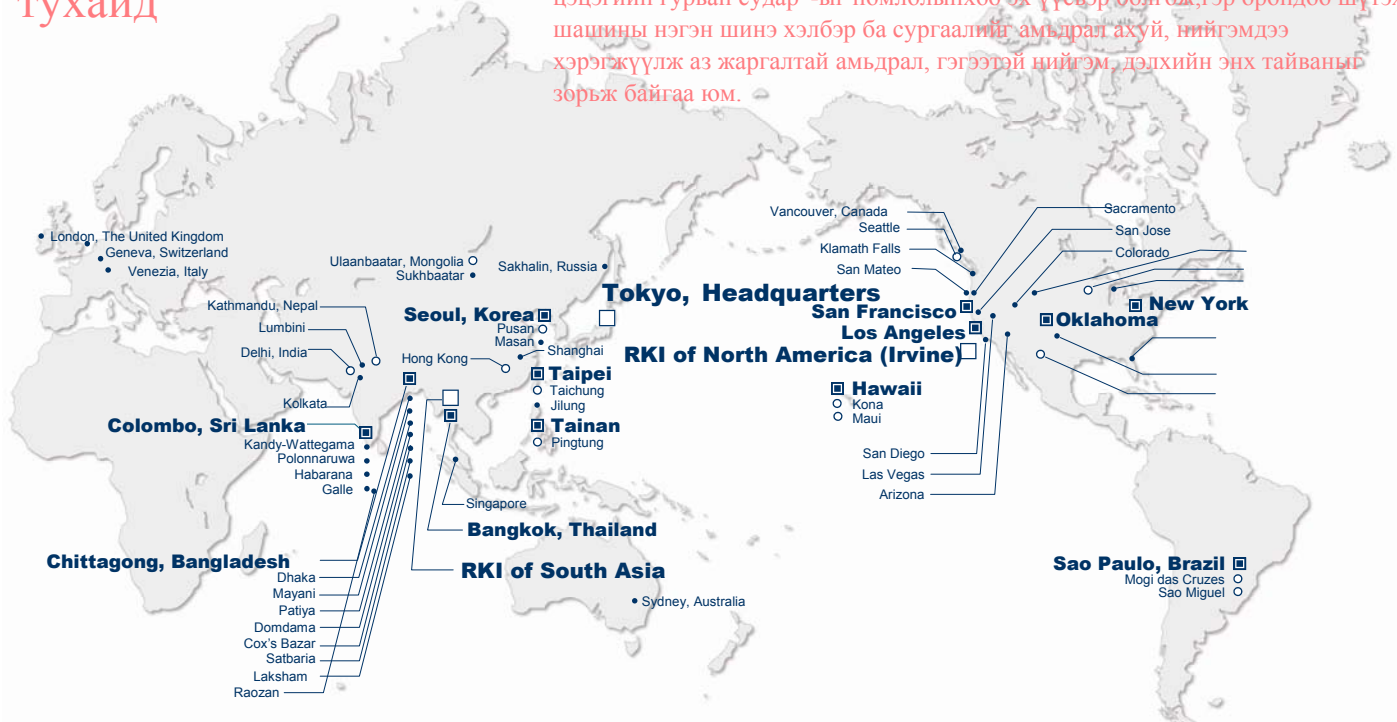 тухайд
шашины нэгэн шинэ хэлбэр ба сургаалийг амьдрал ахуй, нийгэмдээ
хэрэгжүүлж аз жаргалтай амьдрал, гэгээтэй нийгэм, дэлхийн энх тайваныг
зорьж байгаа юм.
London, The United Kingdom
Geneva, Switzerland
Venezia, Italy
Ulaanbaatar, Mongolia
Sukhbaatar
Sakhalin, Russia
Kathmandu, Nepal
Lumbini
Delhi, India
Kolkata
Colombo, Sri Lanka
Kandy-Wattegama
Polonnaruwa
Habarana
Galle
Seoul, Korea
Pusan
Masan
Shanghai
Hong Kong
Taipei
Taichung
Jilung
Tainan
Pingtung
Tokyo, Headquarters
Singapore
Bangkok, Thailand
RKI of South Asia
Chittagong, Bangladesh
Dhaka
Mayani
Patiya
Domdama
Cox's Bazar
Satbaria
Laksham
Raozan
Sydney, Australia
Vancouver, Canada
Seattle
Klamath Falls
San Mateo
San Francisco
Los Angeles
RKI of North America (Irvine)
Hawaii
Kona
Maui
San Diego
Las Vegas
Arizona
Sacramento
San Jose
Colorado
New York
Oklahoma
Sao Paulo, Brazil
Mogi das Cruzes
Sao Miguel